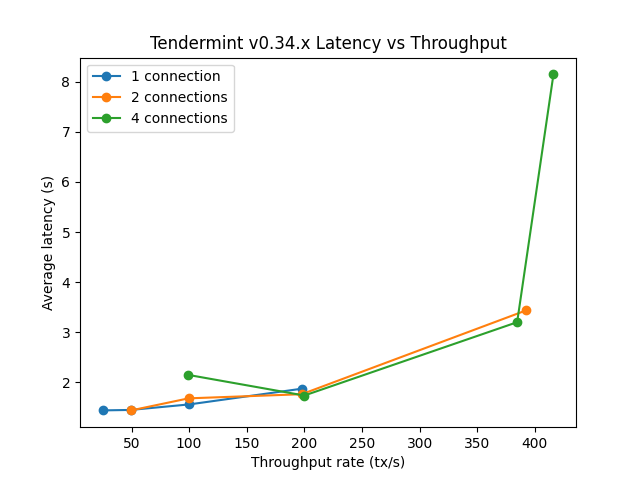 Tendermint v0.34.x Latency vs Throughput
1 connection
2 connections
4 connections
Average latency (s)
8
7
6
5
4
3
2
50 100 150 200 250 300 350 400
Throughput rate (tx/s)